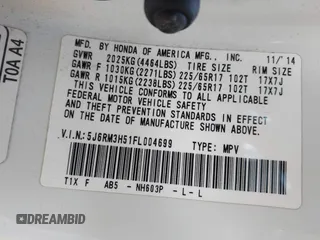 MFD. BY HONDA OF AMERICA MFG., INC. 11/14
GVWR 2025KG(4464LBS) TIRE SIZE RIM SIZE
GAWR F 1030KG(2271LBS) 225/65R17 102T 17X7J
GAWR R 1015KG(2238LBS) 225/65R17 102T 17X7J
THIS VEHICLE CONFORMS TO ALL APPLICABLE
FEDERAL MOTOR VEHICLE SAFETY, BUMPER,
AND THEFT PREVENTION STANDARDS IN EFFECT
ON THE DATE OF MANUFACTURE SHOWN ABOVE.
V.I.N.: 5J6RM3H51FL004699 TYPE: MPV
T1X F AB5 - NH603P - L - L
T0A A4
DREAMBID
DREAMBID.COM